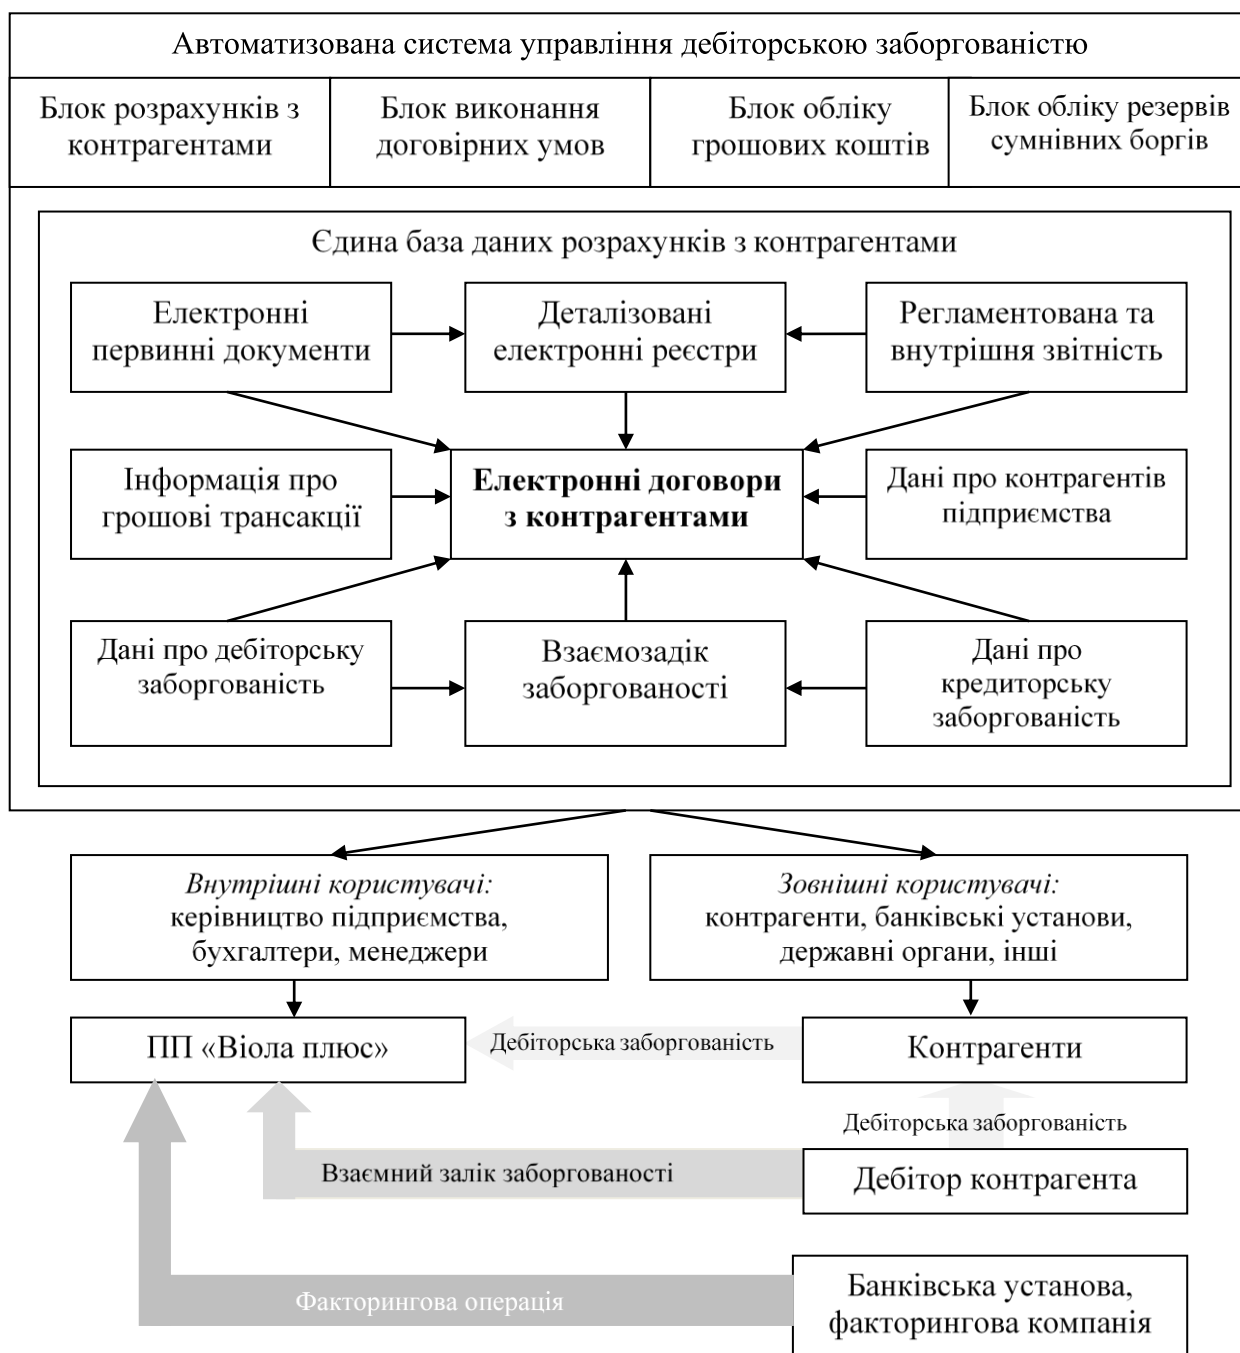 Автоматизована система управління дебіторською заборгованістю
Блок розрахунків з
контрагентами
Блок виконання
договірних умов
Блок обліку
грошових коштів
Блок обліку резервів
сумнівних боргів
Єдина база даних розрахунків з контрагентами
Електронні
первинні документи
Деталізовані
електронні реєстри
Регламентована та
внутрішня звітність
Інформація про
грошові трансакції
Електронні договори
з контрагентами
Дані про контрагентів
підприємства
Дані про дебіторську
заборгованість
Взаємозадік
заборгованості
Дані про
кредиторську
заборгованість
Внутрішні користувачі:
керівництво підприємства,
бухгалтери, менеджери
Зовнішні користувачі:
контрагенти, банківські установи,
державні органи, інші
ПП «Віола плюс»
Дебіторська заборгованість
Контрагенти
Дебіторська заборгованість
Взаємний залік заборгованості
Дебітор контрагента
Факторингова операція
Банківська установа,
факторингова компанія